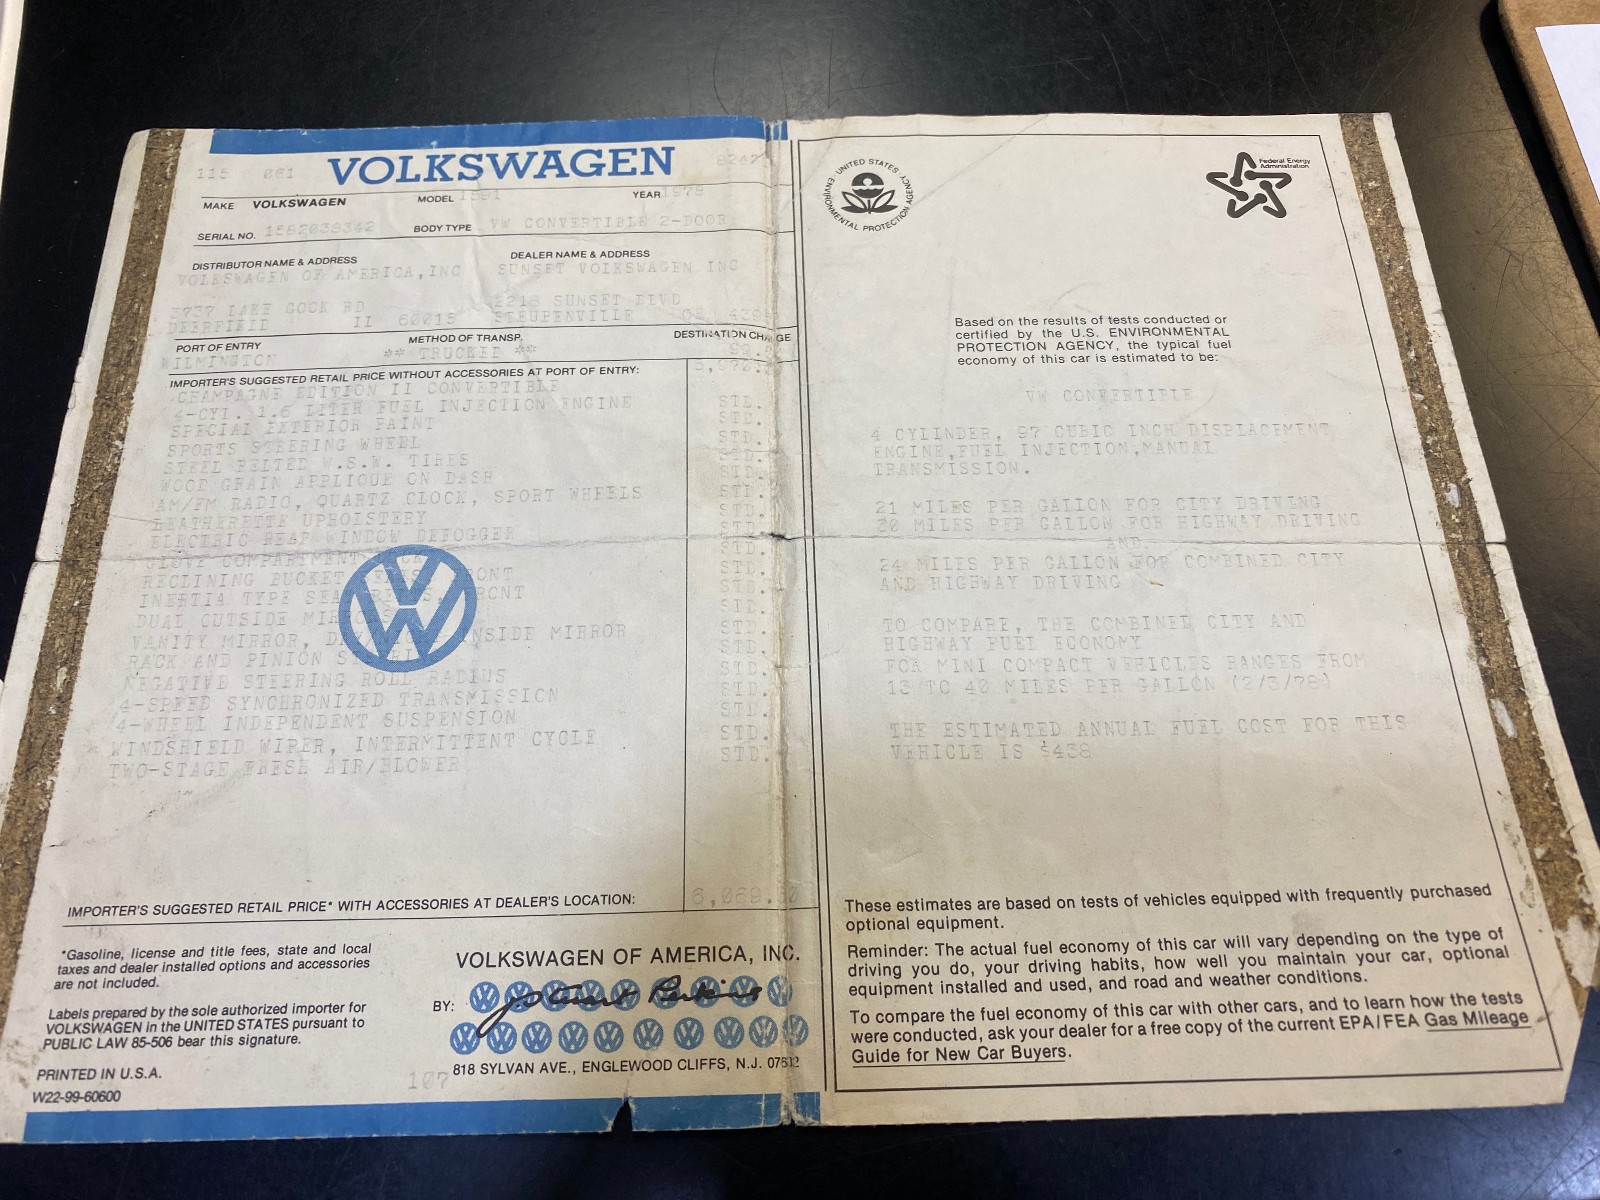 115 061 VOLKSWAGEN 8247
MAKE VOLKSWAGEN MODEL 1581 YEAR 1978
SERIAL NO. 1582038342 BODY TYPE VW CONVERTIBLE 2-DOOR
DISTRIBUTOR NAME & ADDRESS DEALER NAME & ADDRESS
VOLKSWAGEN OF AMERICA,INC SUNSET VOLKSWAGEN INC
3737 LAKE COOK RD 2216 SUNSET BLVD
DEERFIELD Il 60015 STEUBENVILLE
PORT OF ENTRY METHOD OF TRANSP. DESTINATION CHARGE
WILMINGTON ** TRUCKEE **
IMPORTER'S SUGGESTED RETAIL PRICE WITHOUT ACCESSORIES AT PORT OF ENTRY:
CHAMPAGNE EDITION II CONVERTIBLE
4-CYL. 1.6 LITER FUEL INJECTION ENGINE STD.
SPECIAL EXTERIOR PAINT STD.
SPORTS STEERING WHEEL STD.
STEEL BELTED W.S.W. TIRES STD.
WOOD GRAIN APPLIQUE ON DASH STD.
AM/FM RADIO, QUARTZ CLOCK, SPORT WHEELS STD.
LEATHERETTE UPHOLSTERY STD.
ELECTRIC REAR WINDOW DEFOGGER STD.
GLOVE COMPARTMENT STD.
RECLINING BUCKET FRONT STD.
INERTIA TYPE FRONT STD.
DUAL OUTSIDE MIRRORS STD.
VANITY MIRROR, INSIDE MIRROR STD.
RACK AND PINION STEERING STD.
NEGATIVE STEERING ROLL RADIUS STD.
4-SPEED SYNCHRONIZED TRANSMISSION STD.
4-WHEEL INDEPENDENT SUSPENSION STD.
WINDSHIELD WIPER, INTERMITTENT CYCLE STD.
TWO-STAGE FRESH AIR/BLOWER STD.
IMPORTER'S SUGGESTED RETAIL PRICE* WITH ACCESSORIES AT DEALER'S LOCATION:
*Gasoline, license and title fees, state and local
taxes and dealer installed options and accessories
are not included.
Labels prepared by the sole authorized importer for
VOLKSWAGEN in the UNITED STATES pursuant to
PUBLIC LAW 85-506 bear this signature.
PRINTED IN U.S.A.
W22-99-60600
VOLKSWAGEN OF AMERICA, INC.
BY: J Stuart Perkins
107 818 SYLVAN AVE., ENGLEWOOD CLIFFS, N.J. 07632
UNITED STATES
ENVIRONMENTAL PROTECTION AGENCY
Federal Energy
Administration
Based on the results of tests conducted or
certified by the U.S. ENVIRONMENTAL
PROTECTION AGENCY, the typical fuel
economy of this car is estimated to be:
VW CONVERTIBLE
4 CYLINDER, 97 CUBIC INCH DISPLACEMENT
ENGINE,FUEL INJECTION,MANUAL
TRANSMISSION.
21 MILES PER GALLON FOR CITY DRIVING
30 MILES PER GALLON FOR HIGHWAY DRIVING
AND
24 MILES PER GALLON FOR COMBINED CITY
AND HIGHWAY DRIVING
TO COMPARE, THE COMBINED CITY AND
HIGHWAY FUEL ECONOMY
FOR MINI COMPACT VEHICLES RANGES FROM
13 TO 40 MILES PER GALLON (2/3/78)
THE ESTIMATED ANNUAL FUEL COST FOR THIS
VEHICLE IS $438
These estimates are based on tests of vehicles equipped with frequently purchased
optional equipment.
Reminder: The actual fuel economy of this car will vary depending on the type of
driving you do, your driving habits, how well you maintain your car, optional
equipment installed and used, and road and weather conditions.
To compare the fuel economy of this car with other cars, and to learn how the tests
were conducted, ask your dealer for a free copy of the current EPA/FEA Gas Mileage
Guide for New Car Buyers.